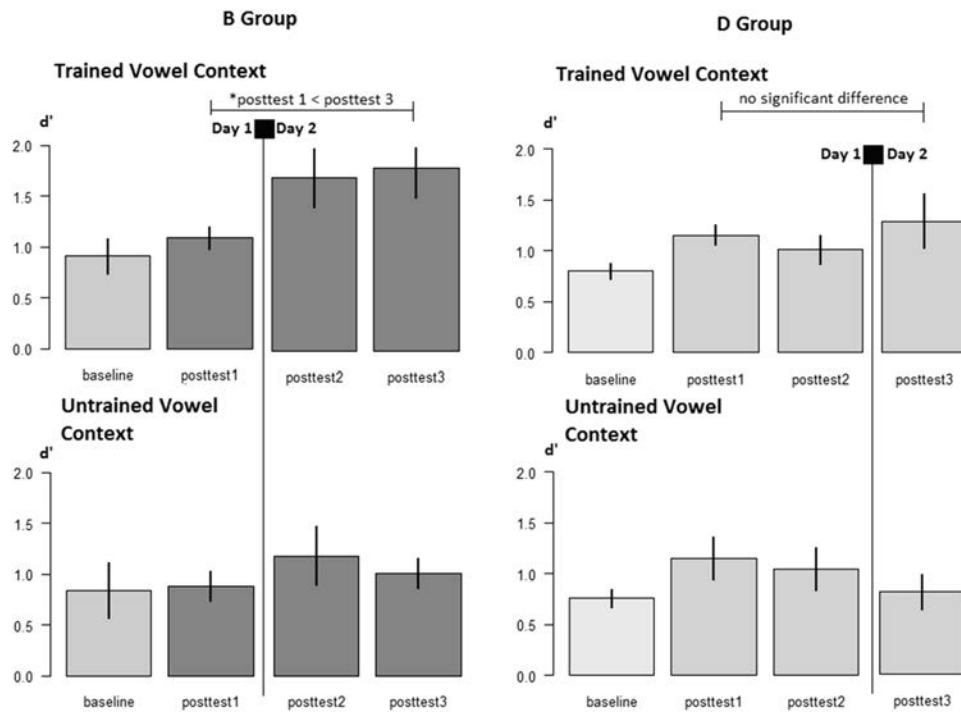 B Group
Trained Vowel Context
*posttest 1 < posttest 3
d'
Day 1 Day 2
2.0
1.5
1.0
0.5
0.0
baseline posttest1 posttest2 posttest3
Untrained Vowel
Context
d'
2.0
1.5
1.0
0.5
0.0
baseline posttest1 posttest2 posttest3
D Group
Trained Vowel Context
no significant difference
d'
Day 1 Day 2
2.0
1.5
1.0
0.5
0.0
baseline posttest1 posttest2 posttest3
Untrained Vowel
Context
d'
2.0
1.5
1.0
0.5
0.0
baseline posttest1 posttest2 posttest3